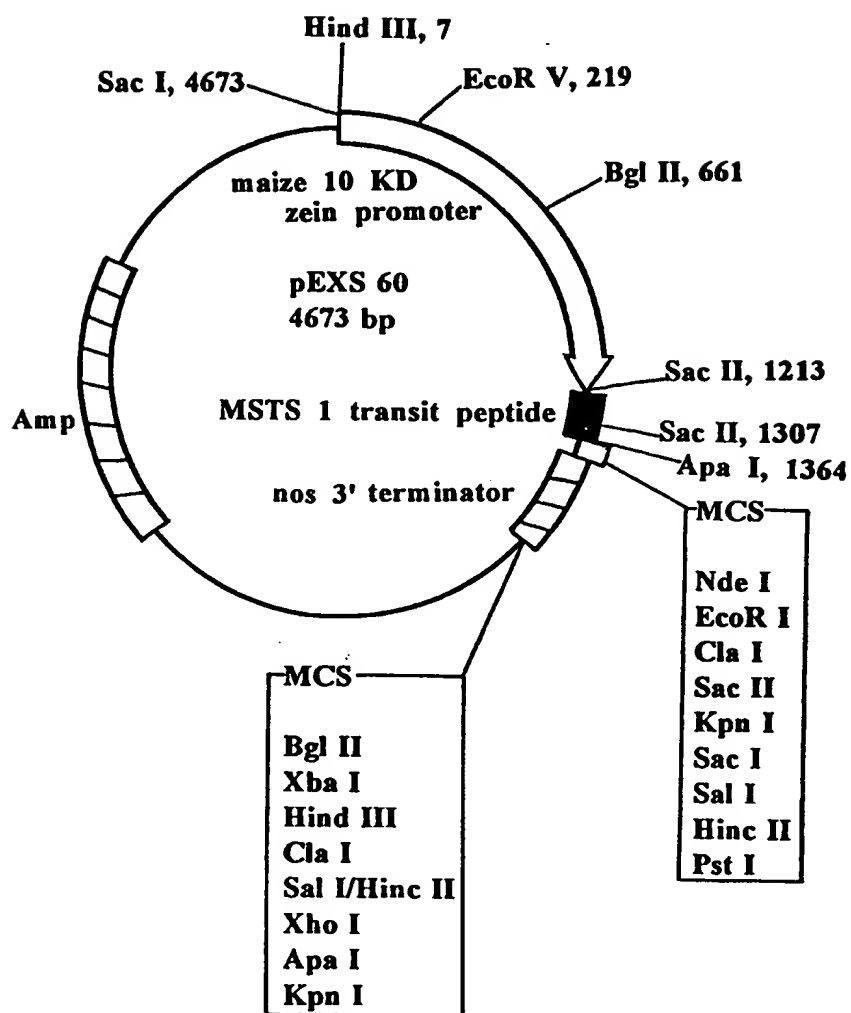 Hind III, 7
Sac I, 4673
EcoR V, 219
Bgl II, 661
maize 10 KD
zein promoter
pEXS 60
4673 bp
Sac II, 1213
MSTS 1 transit peptide
Sac II, 1307
Apa I, 1364
Amp
nos 3' terminator
MCS
Nde I
EcoR I
Cla I
Sac II
Kpn I
Sac I
Sal I
Hinc II
Pst I
MCS
Bgl II
Xba I
Hind III
Cla I
Sal I/Hinc II
Xho I
Apa I
Kpn I